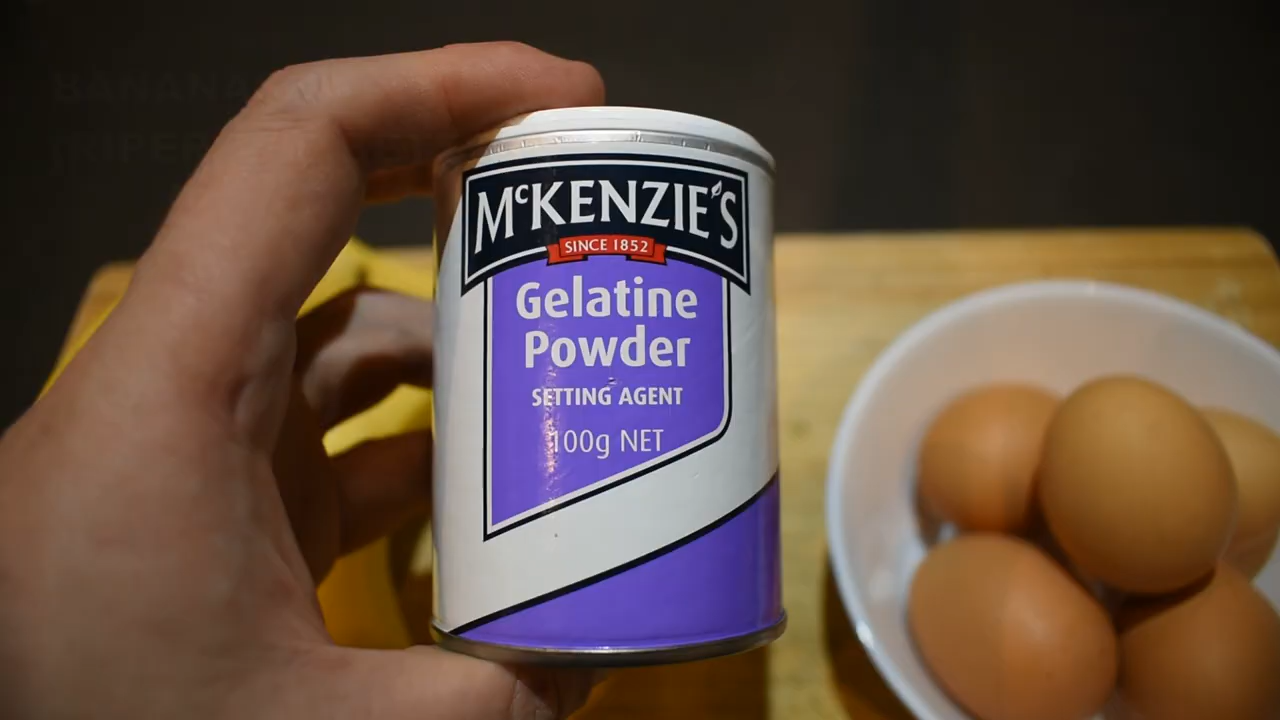 McKENZIE'S
SINCE 1852
Gelatine
Powder
SETTING AGENT
100g NET